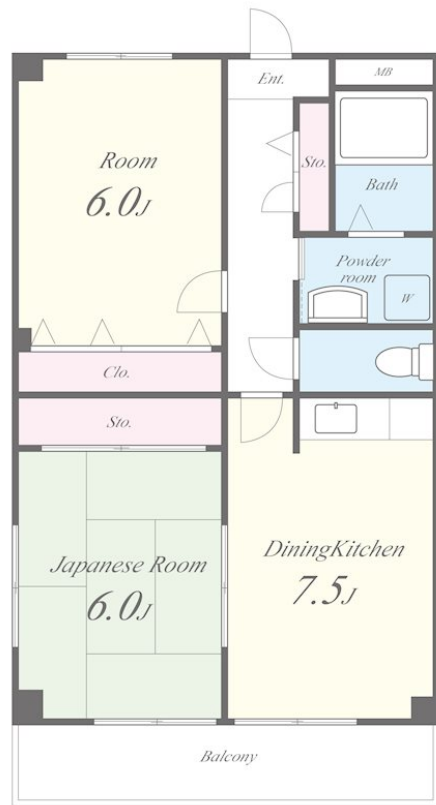 Ent.
MB
Room
6.0J
Sto.
Bath
Powder
room
W
Clo.
Sto.
Japanese Room
6.0J
DiningKitchen
7.5J
Balcony